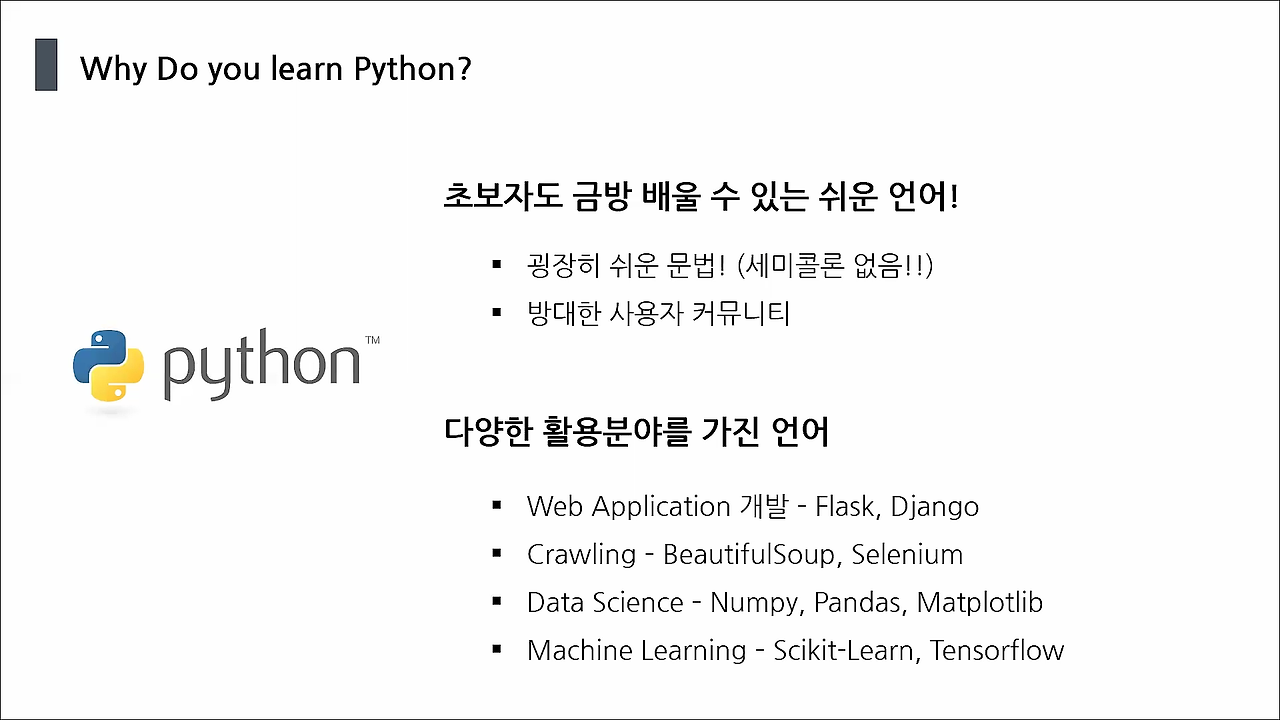 Why Do you learn Python?
초보자도 금방 배울 수 있는 쉬운 언어!
▪ 굉장히 쉬운 문법! (세미콜론 없음!!)
▪ 방대한 사용자 커뮤니티
python™
다양한 활용분야를 가진 언어
▪ Web Application 개발 - Flask, Django
▪ Crawling - BeautifulSoup, Selenium
▪ Data Science - Numpy, Pandas, Matplotlib
▪ Machine Learning - Scikit-Learn, Tensorflow